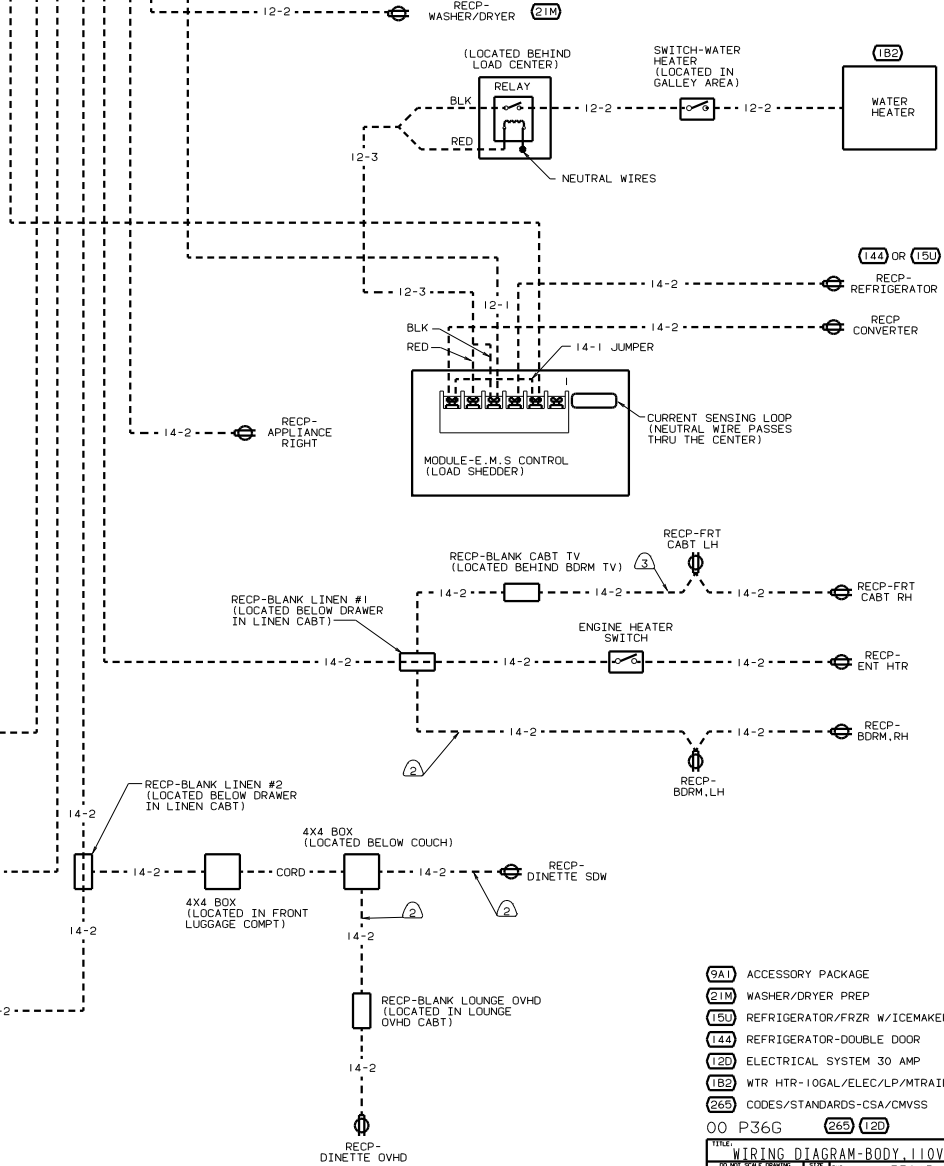 12-2
RECP-
WASHER/DRYER
21M
(LOCATED BEHIND
LOAD CENTER)
RELAY
SWITCH-WATER
HEATER
(LOCATED IN
GALLEY AREA)
1B2
BLK
12-2
12-2
WATER
HEATER
RED
12-3
NEUTRAL WIRES
144 OR 15U
RECP-
REFRIGERATOR
14-2
12-3
12-1
RECP
CONVERTER
14-2
BLK
RED
14-1 JUMPER
1
CURRENT SENSING LOOP
(NEUTRAL WIRE PASSES
THRU THE CENTER)
14-2
RECP-
APPLIANCE
RIGHT
MODULE-E.M.S CONTROL
(LOAD SHEDDER)
RECP-FRT
CABT LH
RECP-BLANK CABT TV
(LOCATED BEHIND BDRM TV)
3
14-2
14-2
14-2
RECP-FRT
CABT RH
RECP-BLANK LINEN #1
(LOCATED BELOW DRAWER
IN LINEN CABT)
ENGINE HEATER
SWITCH
14-2
14-2
14-2
RECP-
ENT HTR
14-2
14-2
RECP-
BDRM,RH
2
RECP-
BDRM,LH
RECP-BLANK LINEN #2
(LOCATED BELOW DRAWER
IN LINEN CABT)
14-2
4X4 BOX
(LOCATED BELOW COUCH)
14-2
CORD
14-2
RECP-
DINETTE SDW
4X4 BOX
(LOCATED IN FRONT
LUGGAGE COMPT)
2
2
14-2
14-2
RECP-BLANK LOUNGE OVHD
(LOCATED IN LOUNGE
OVHD CABT)
-2
14-2
RECP-
DINETTE OVHD
9A1 ACCESSORY PACKAGE
21M WASHER/DRYER PREP
15U REFRIGERATOR/FRZR W/ICEMAKER
144 REFRIGERATOR-DOUBLE DOOR
12D ELECTRICAL SYSTEM 30 AMP
1B2 WTR HTR-10GAL/ELEC/LP/MTRAID
265 CODES/STANDARDS-CSA/CMVSS
00 P36G 265 12D
TITLE:
WIRING DIAGRAM-BODY,110V
DO NOT SCALE DRAWING SIZE